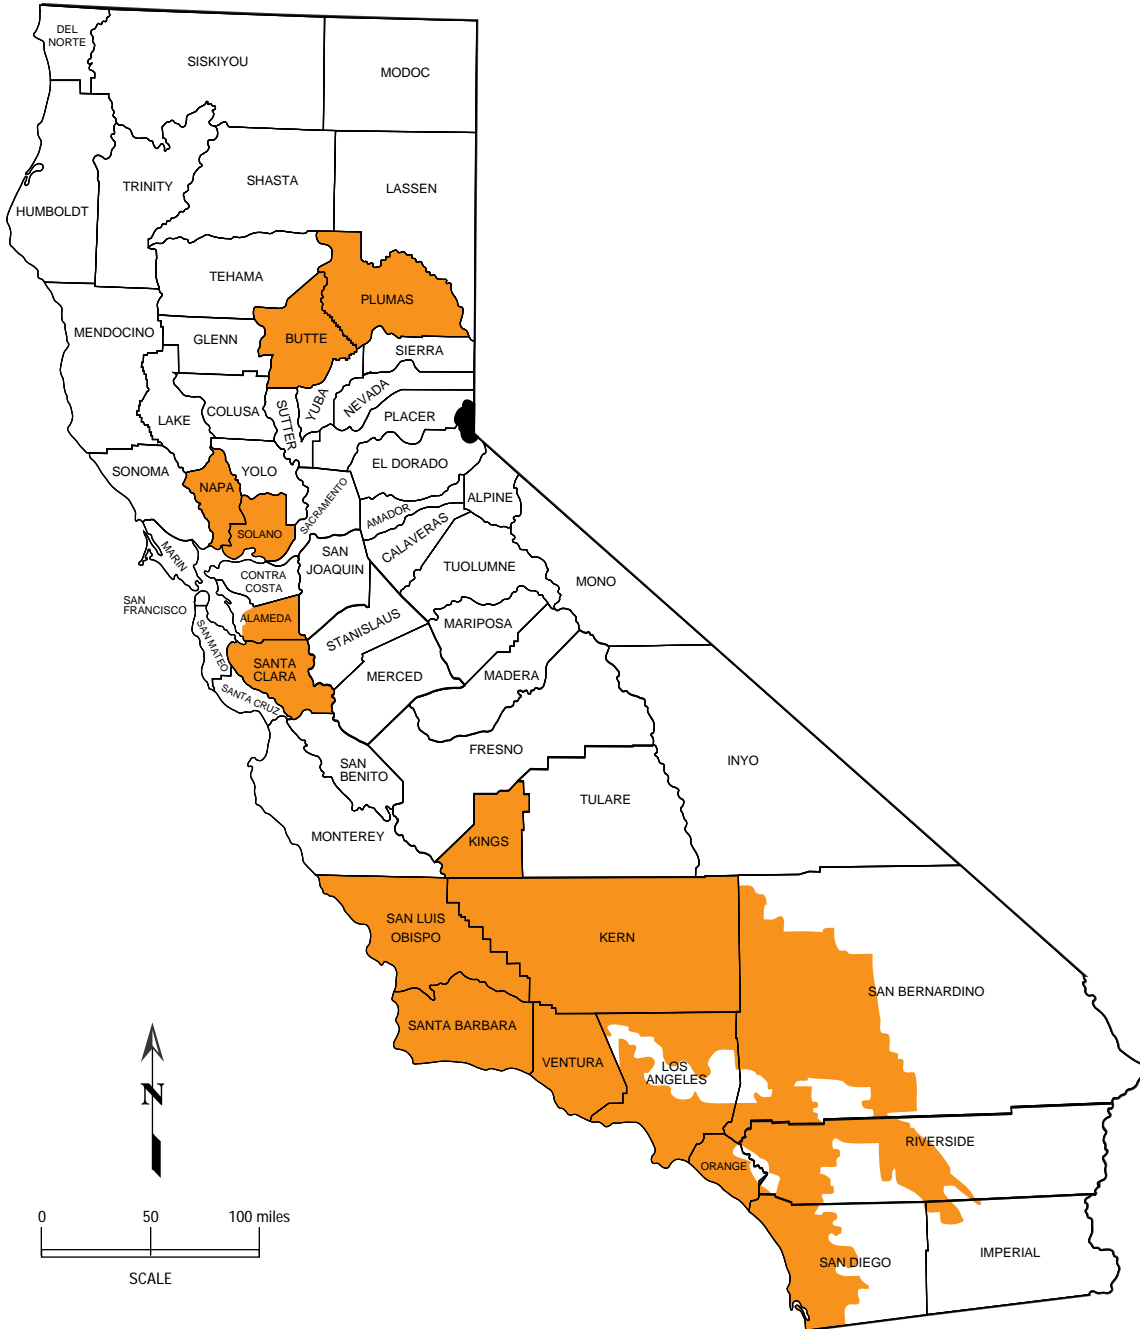 DEL
NORTE
SISKIYOU
MODOC
TRINITY
SHASTA
LASSEN
HUMBOLDT
TEHAMA
PLUMAS
MENDOCINO
GLENN
BUTTE
SIERRA
LAKE
COLUSA
SUTTER
YUBA
NEVADA
PLACER
SONOMA
NAPA
YOLO
EL DORADO
SACRAMENTO
ALPINE
AMADOR
SOLANO
CALAVERAS
MARIN
SAN
JOAQUIN
TUOLUMNE
MONO
CONTRA
COSTA
SAN
FRANCISCO
ALAMEDA
STANISLAUS
MARIPOSA
SAN MATEO
SANTA
CLARA
MERCED
MADERA
SANTA CRUZ
FRESNO
SAN
BENITO
INYO
TULARE
MONTEREY
KINGS
SAN LUIS
OBISPO
KERN
SAN BERNARDINO
SANTA BARBARA
VENTURA
LOS
ANGELES
N
RIVERSIDE
ORANGE
0 50 100 miles
SCALE
SAN DIEGO
IMPERIAL